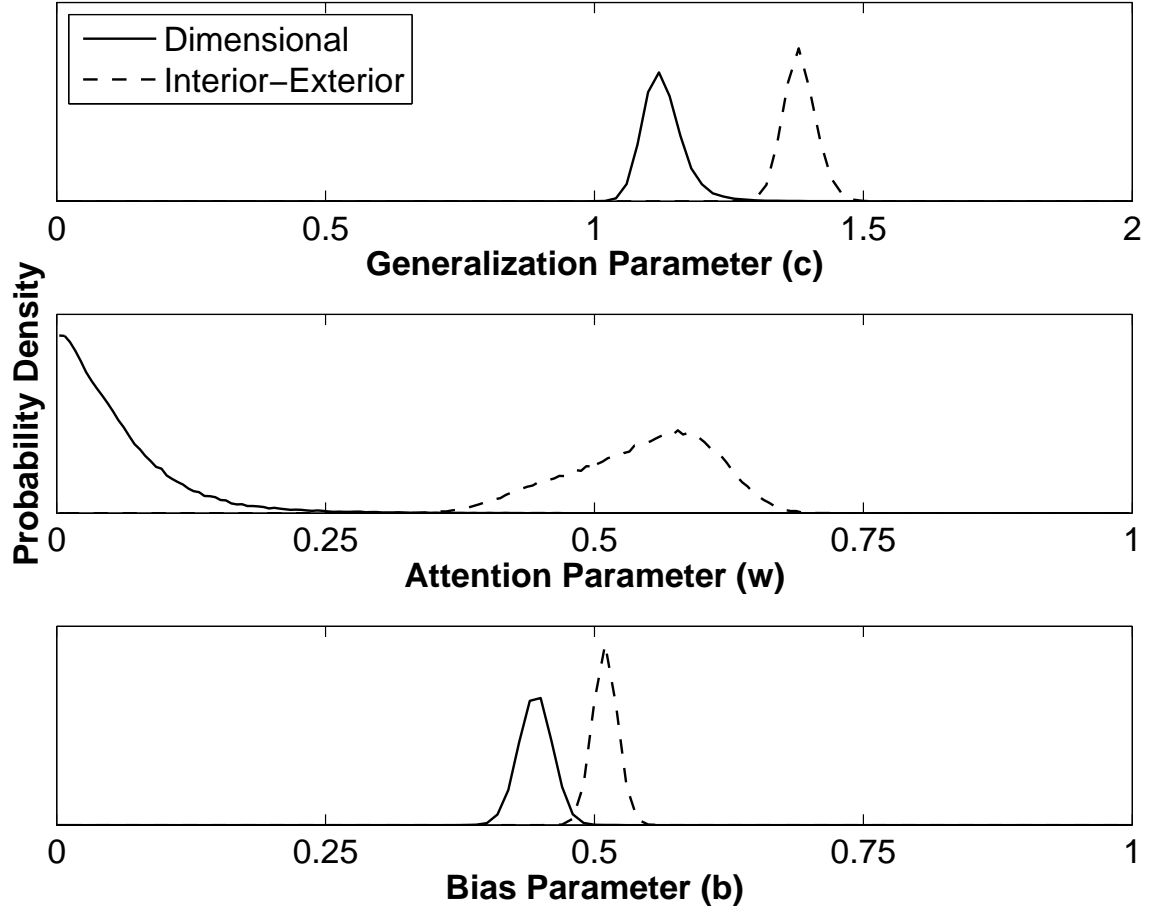 Dimensional
Interior−Exterior
0 0.5 1 1.5 2
Generalization Parameter (c)
Probability Density
0 0.25 0.5 0.75 1
Attention Parameter (w)
0 0.25 0.5 0.75 1
Bias Parameter (b)